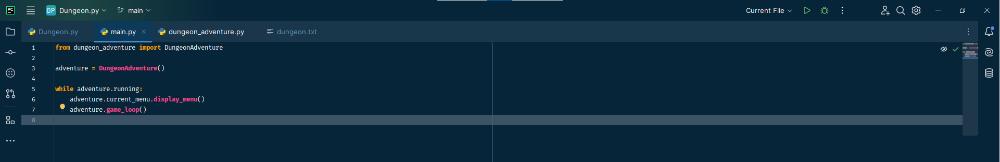 PC DP Dungeon.py main Current File
Dungeon.py main.py dungeon_adventure.py dungeon.txt
1 from dungeon_adventure import DungeonAdventure
2
3 adventure = DungeonAdventure()
4
5 while adventure.running:
6 adventure.current_menu.display_menu()
7 adventure.game_loop()
8